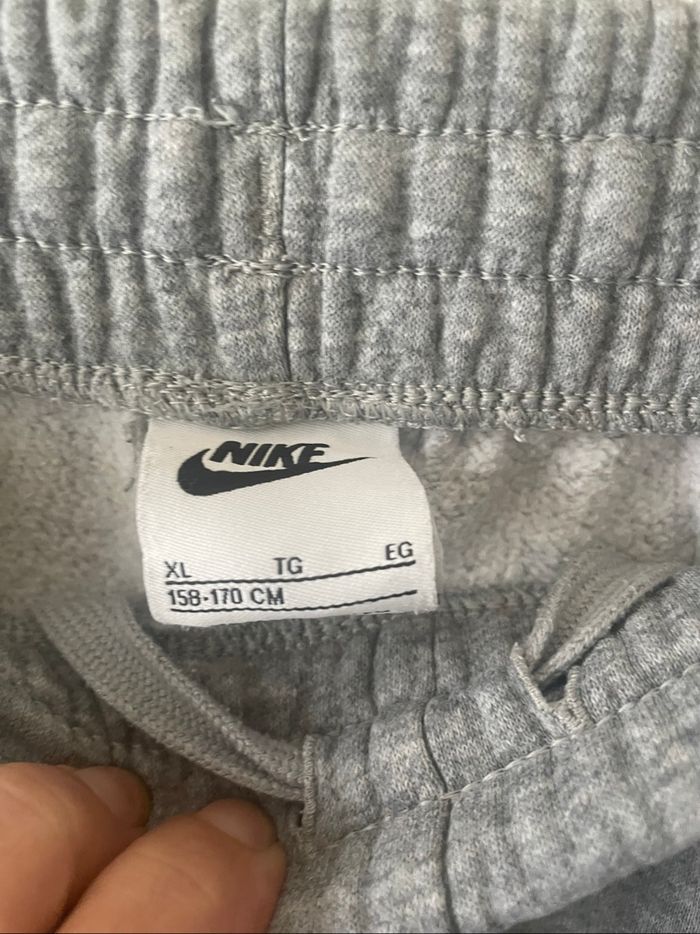 NIKE
XL TG EG
158-170 CM